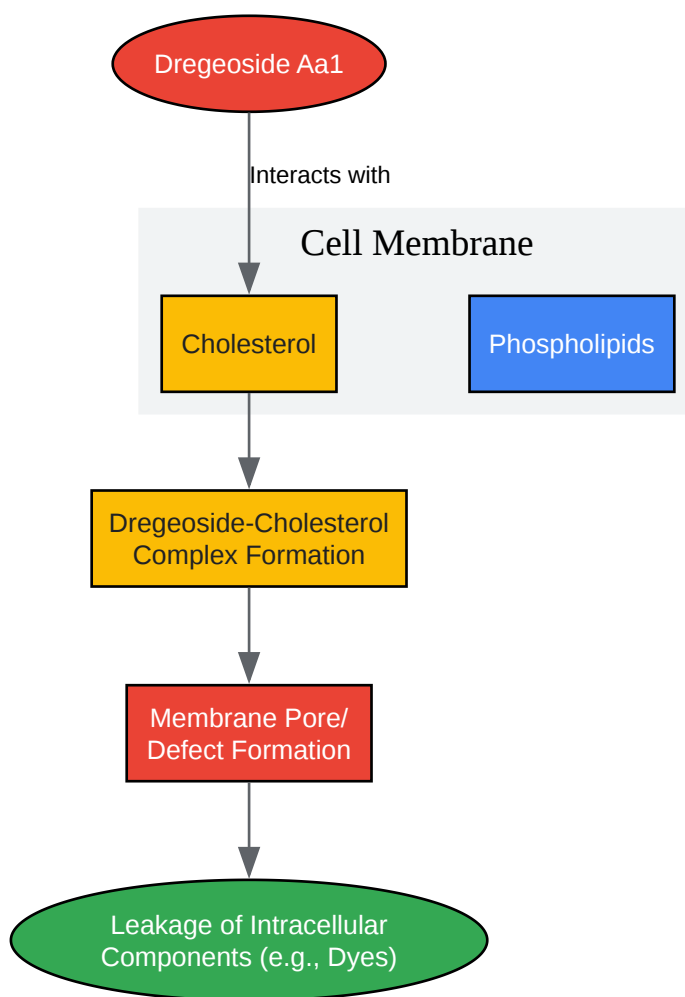 Dregeoside Aa1
Interacts with
Cell Membrane
Cholesterol
Phospholipids
Dregeoside-Cholesterol
Complex Formation
Membrane Pore/
Defect Formation
Leakage of Intracellular
Components (e.g., Dyes)